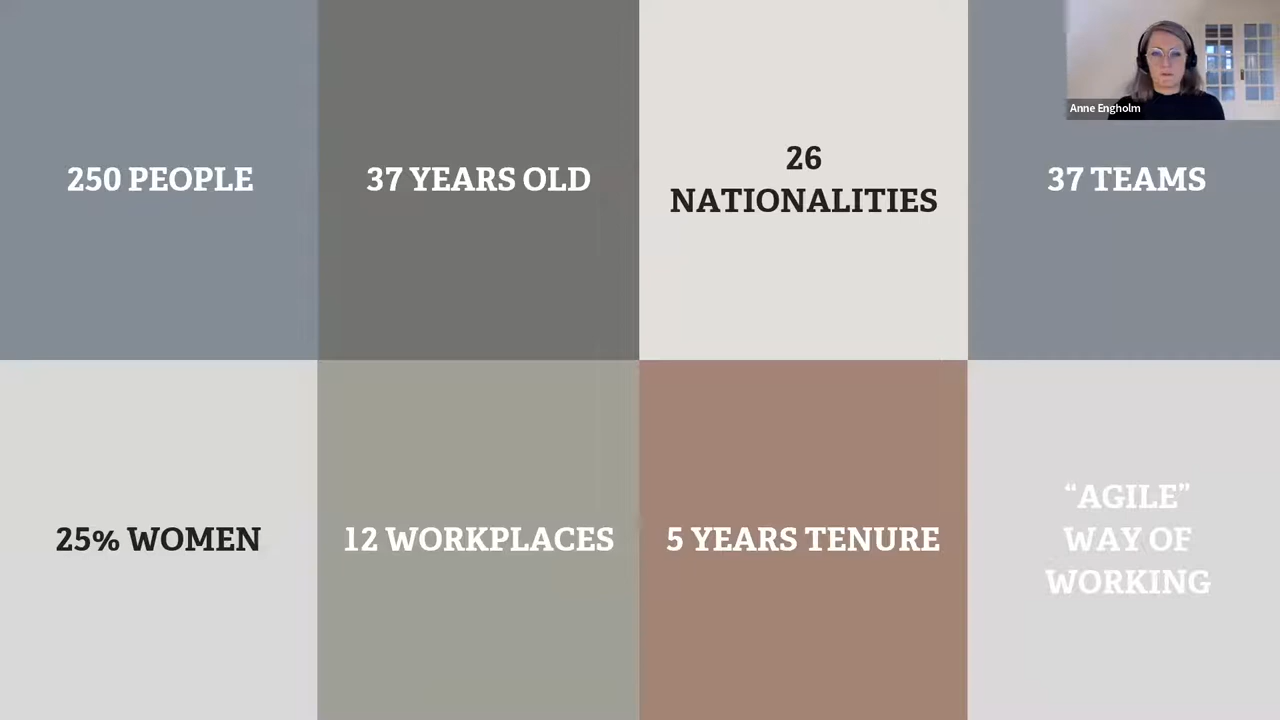 Anne Engholm
250 PEOPLE
37 YEARS OLD
26
NATIONALITIES
37 TEAMS
25% WOMEN
12 WORKPLACES
5 YEARS TENURE
“AGILE”
WAY OF
WORKING